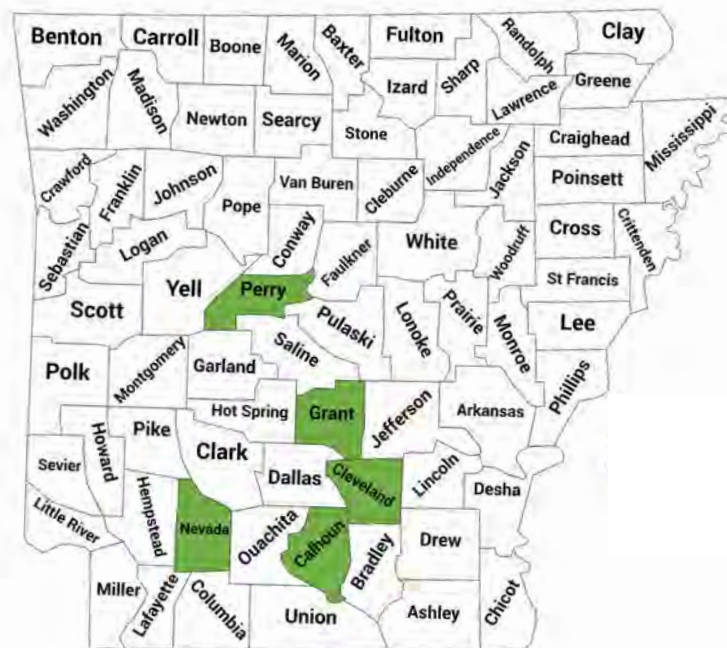 Benton
Carroll
Boone
Marion
Baxter
Fulton
Randolph
Clay
Izard
Sharp
Lawrence
Greene
Washington
Madison
Newton
Searcy
Stone
Independence
Jackson
Craighead
Mississippi
Crawford
Franklin
Johnson
Pope
Van Buren
Cleburne
Poinsett
Sebastian
Logan
Conway
Faulkner
White
Woodruff
Cross
Crittenden
Scott
Yell
Perry
Pulaski
Lonoke
Prairie
Monroe
St Francis
Lee
Polk
Montgomery
Garland
Saline
Phillips
Howard
Pike
Hot Spring
Grant
Jefferson
Arkansas
Sevier
Clark
Dallas
Cleveland
Lincoln
Desha
Little River
Hempstead
Nevada
Ouachita
Calhoun
Bradley
Drew
Miller
Lafayette
Columbia
Union
Ashley
Chicot